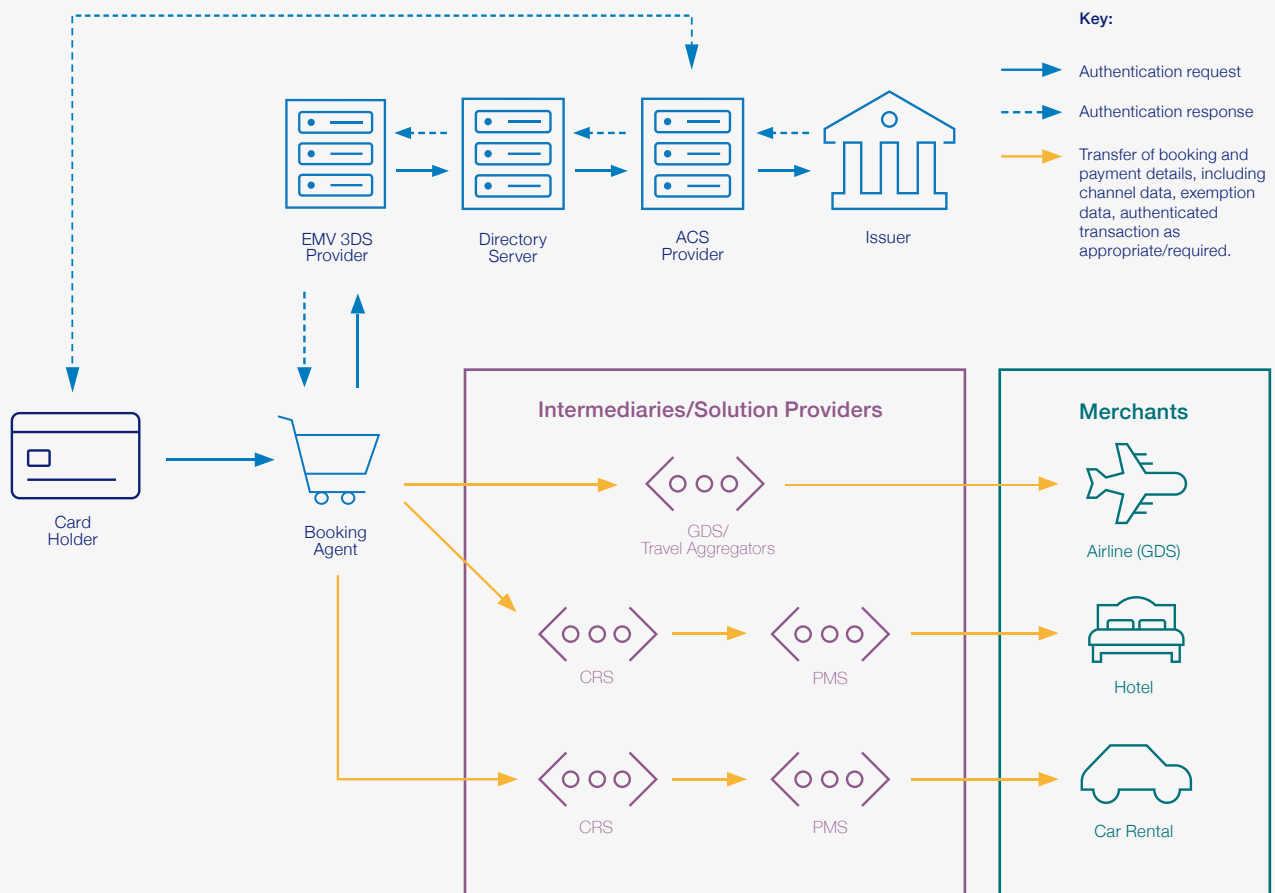 Key:
Authentication request
Authentication response
Transfer of booking and
payment details, including
channel data, exemption
data, authenticated
transaction as
appropriate/required.
EMV 3DS
Provider
Directory
Server
ACS
Provider
Issuer
Card
Holder
Booking
Agent
Intermediaries/Solution Providers
GDS/
Travel Aggregators
CRS
PMS
CRS
PMS
Merchants
Airline (GDS)
Hotel
Car Rental